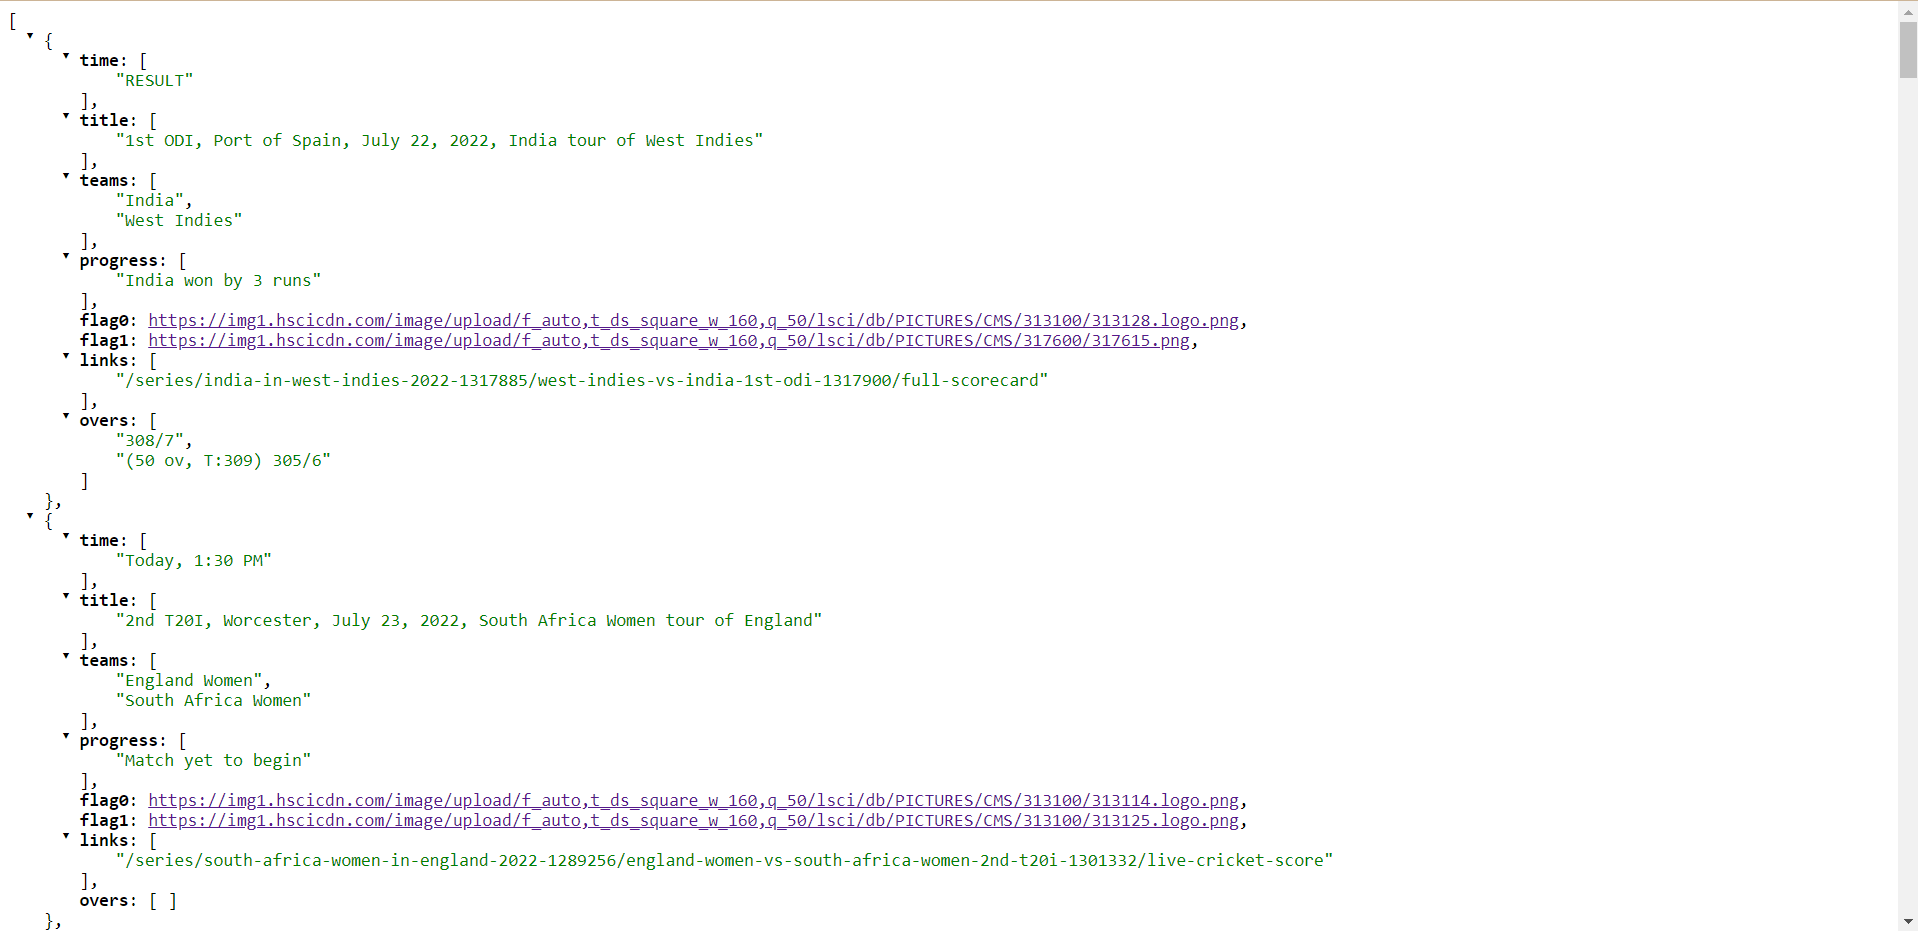 [
{
time: [
"RESULT"
],
title: [
"1st ODI, Port of Spain, July 22, 2022, India tour of West Indies"
],
teams: [
"India",
"West Indies"
],
progress: [
"India won by 3 runs"
],
flag0: https://img1.hscicdn.com/image/upload/f_auto,t_ds_square_w_160,q_50/lsci/db/PICTURES/CMS/313100/313128.logo.png,
flag1: https://img1.hscicdn.com/image/upload/f_auto,t_ds_square_w_160,q_50/lsci/db/PICTURES/CMS/317600/317615.png,
links: [
"/series/india-in-west-indies-2022-1317885/west-indies-vs-india-1st-odi-1317900/full-scorecard"
],
overs: [
"308/7",
"(50 ov, T:309) 305/6"
]
},
{
time: [
"Today, 1:30 PM"
],
title: [
"2nd T20I, Worcester, July 23, 2022, South Africa Women tour of England"
],
teams: [
"England Women",
"South Africa Women"
],
progress: [
"Match yet to begin"
],
flag0: https://img1.hscicdn.com/image/upload/f_auto,t_ds_square_w_160,q_50/lsci/db/PICTURES/CMS/313100/313114.logo.png,
flag1: https://img1.hscicdn.com/image/upload/f_auto,t_ds_square_w_160,q_50/lsci/db/PICTURES/CMS/313100/313125.logo.png,
links: [
"/series/south-africa-women-in-england-2022-1289256/england-women-vs-south-africa-women-2nd-t20i-1301332/live-cricket-score"
],
overs: [ ]
},